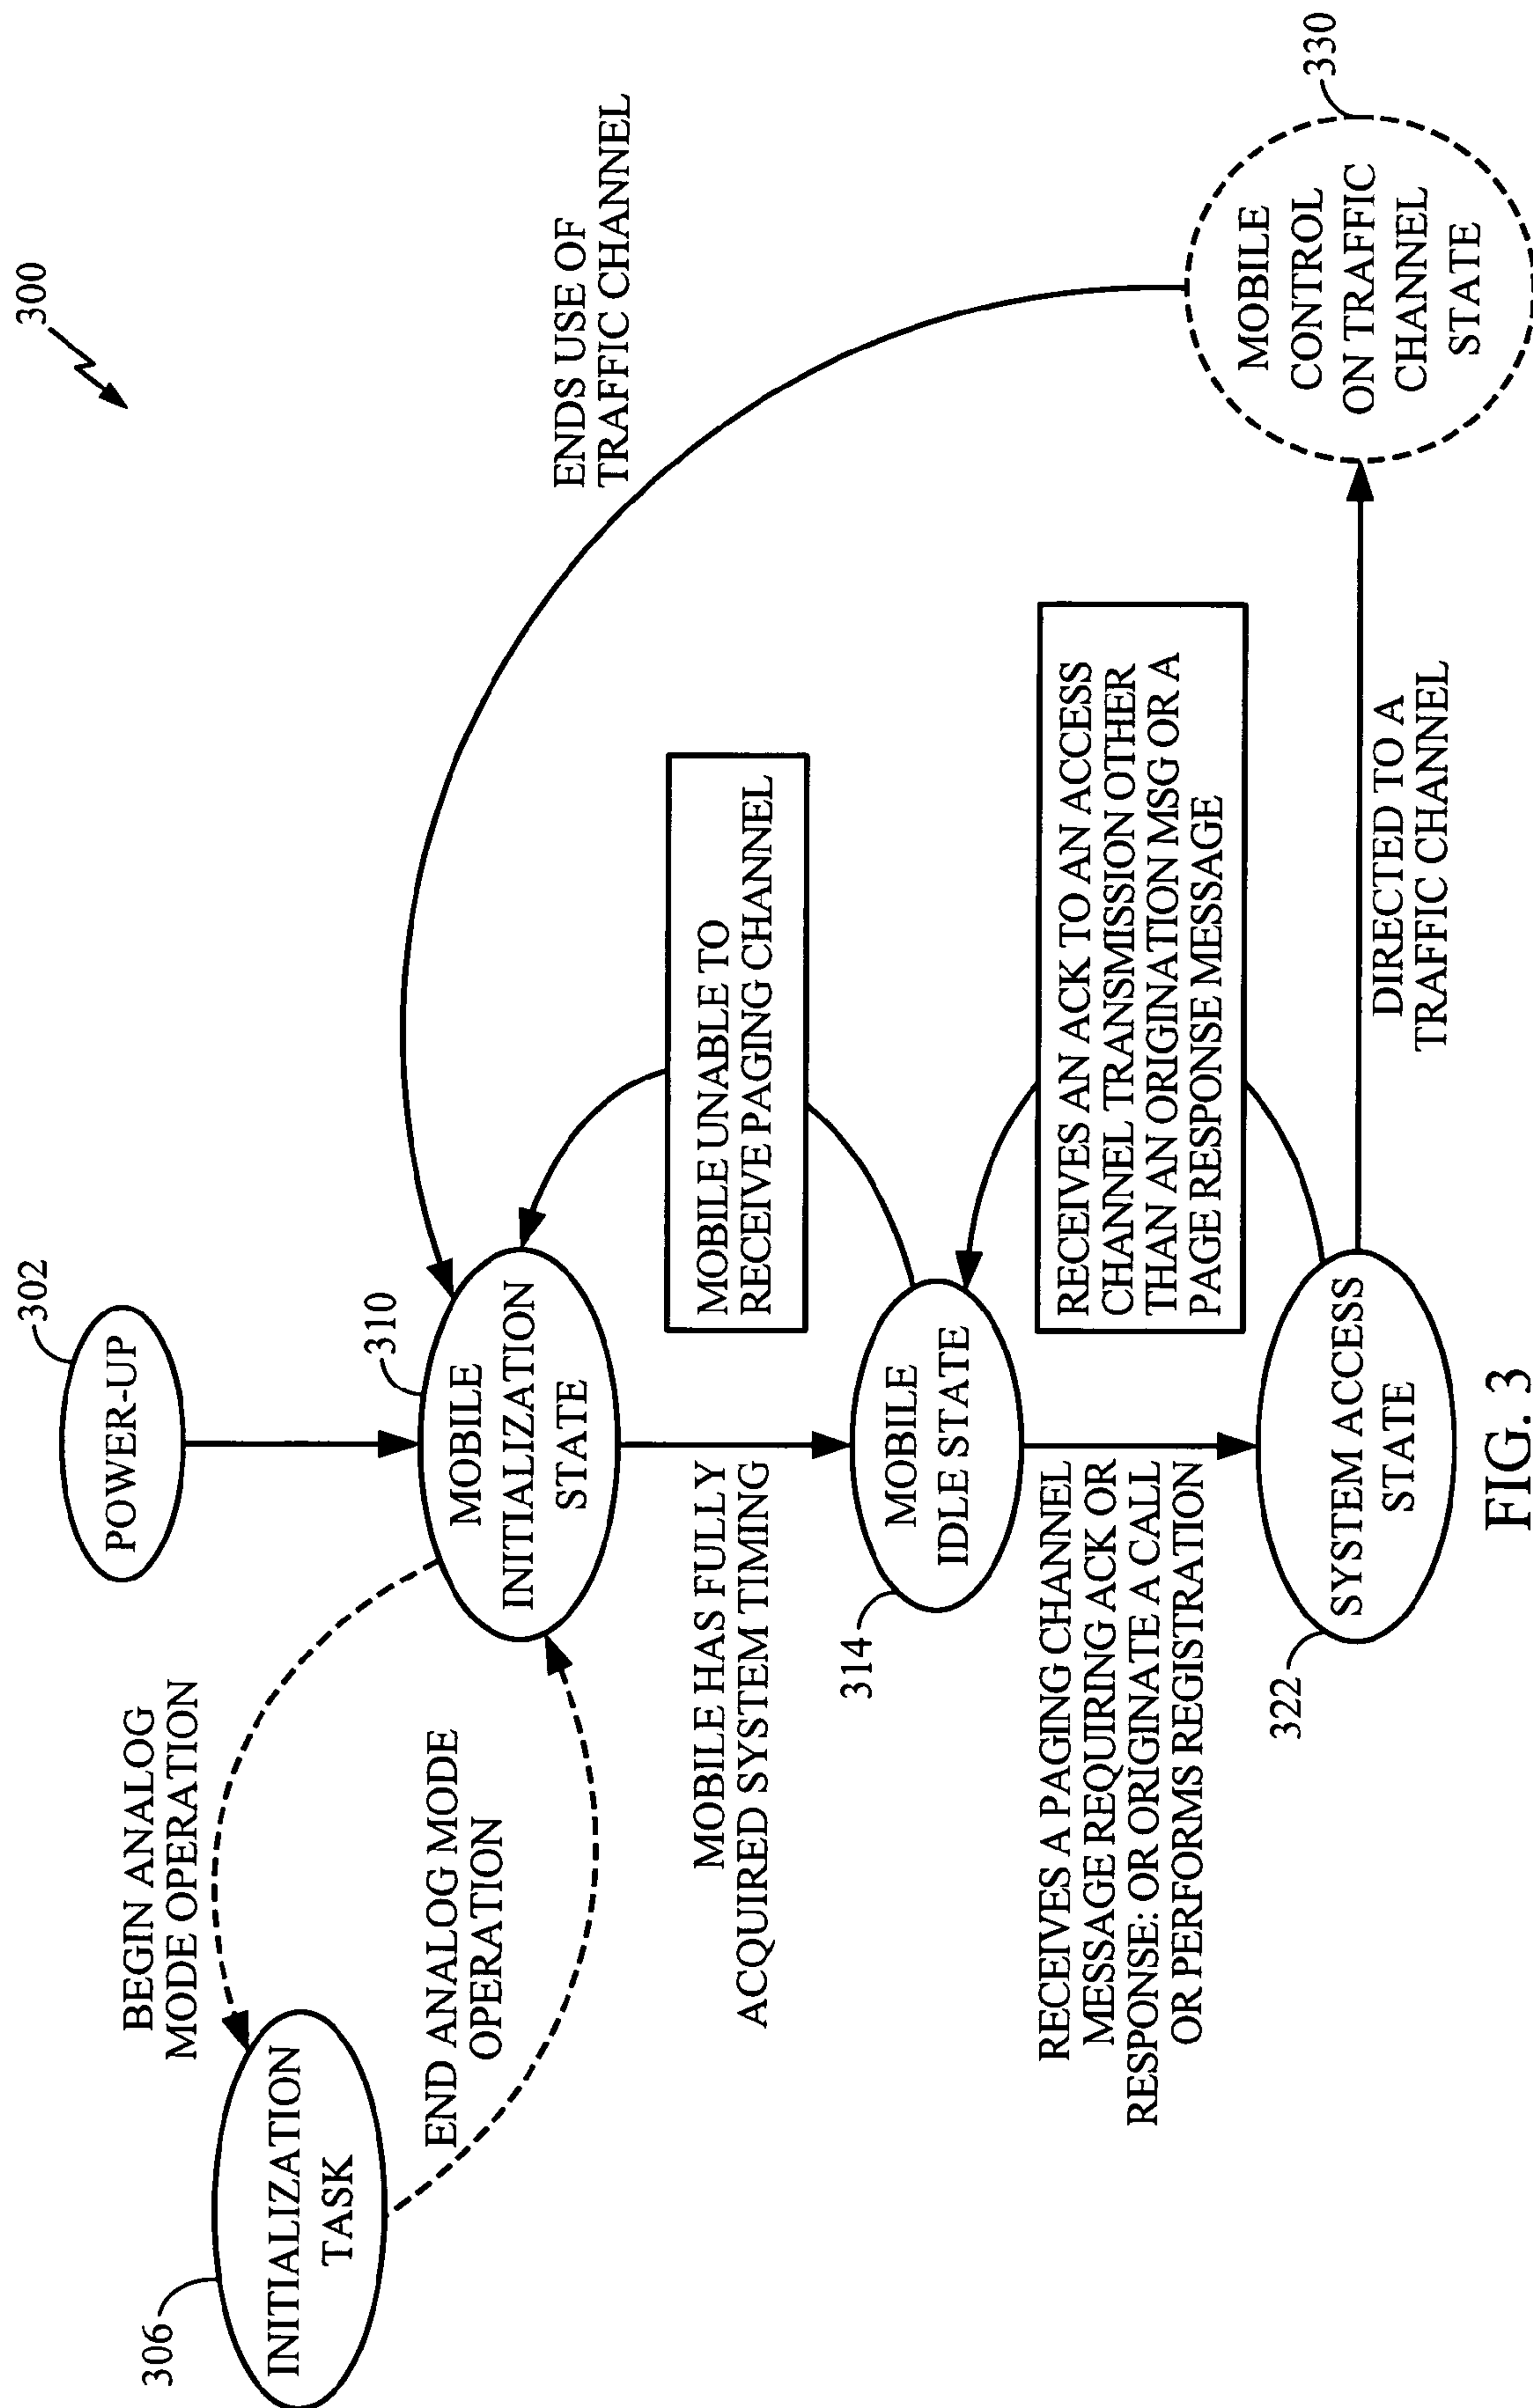 300
POWER-UP
302
BEGIN ANALOG
MODE OPERATION
INITIALIZATION
TASK
306
END ANALOG MODE
OPERATION
MOBILE
INITIALIZATION
STATE
310
ENDS USE OF
TRAFFIC CHANNEL
MOBILE HAS FULLY
ACQUIRED SYSTEM TIMING
MOBILE UNABLE TO
RECEIVE PAGING CHANNEL
MOBILE
IDLE STATE
314
RECEIVES A PAGING CHANNEL
MESSAGE REQUIRING ACK OR
RESPONSE: OR ORIGINATE A CALL
OR PERFORMS REGISTRATION
RECEIVES AN ACK TO AN ACCESS
CHANNEL TRANSMISSION OTHER
THAN AN ORIGINATION MSG OR A
PAGE RESPONSE MESSAGE
SYSTEM ACCESS
STATE
322
DIRECTED TO A
TRAFFIC CHANNEL
MOBILE
CONTROL
ON TRAFFIC
CHANNEL
STATE
330
FIG. 3